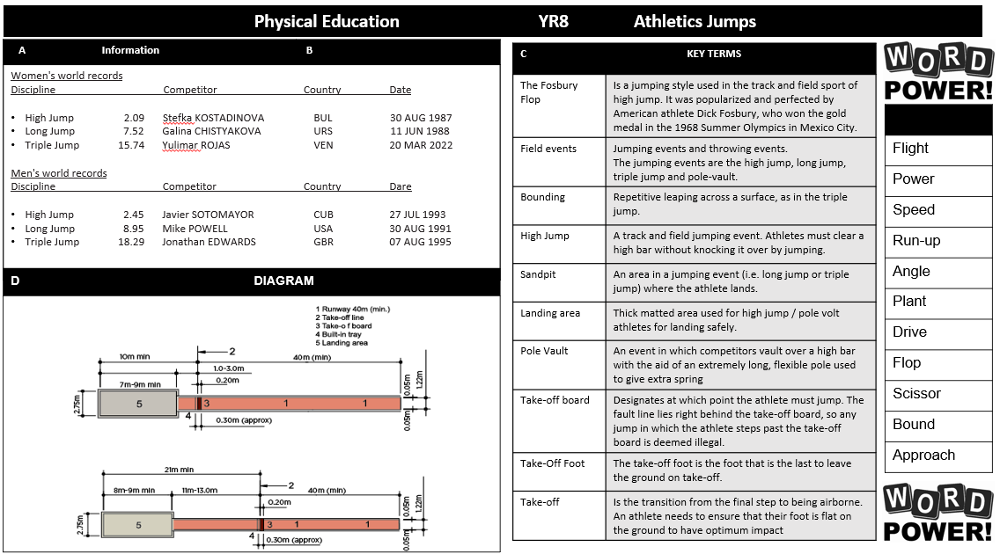 Physical Education YR8 Athletics Jumps
A Information B
Women's world records
Discipline Competitor Country Date
• High Jump 2.09 Stefka KOSTADINOVA BUL 30 AUG 1987
• Long Jump 7.52 Galina CHISTYAKOVA URS 11 JUN 1988
• Triple Jump 15.74 Yulimar ROJAS VEN 20 MAR 2022
Men's world records
Discipline Competitor Country Dare
• High Jump 2.45 Javier SOTOMAYOR CUB 27 JUL 1993
• Long Jump 8.95 Mike POWELL USA 30 AUG 1991
• Triple Jump 18.29 Jonathan EDWARDS GBR 07 AUG 1995
D DIAGRAM
1 Runway 40m (min.)
2 Take-off line
3 Take-o f board
4 Built-in tray
5 Landing area
2
10m min 40m (min)
1.0-3.0m
0.20m
7m-9m min
0.05m 1.22m
2.75m 5 3 1 1
4
0.30m (approx) 0.05m
21m min
2
8m-9m min 11m-13.0m 40m (min)
0.20m
0.05m 1.22m
2.75m 5 3 1 1
4 0.30m (approx) 0.05m
C KEY TERMS
The Fosbury
Flop
Is a jumping style used in the track and field sport of
high jump. It was popularized and perfected by
American athlete Dick Fosbury, who won the gold
medal in the 1968 Summer Olympics in Mexico City.
Field events
Jumping events and throwing events.
The jumping events are the high jump, long jump,
triple jump and pole-vault.
Bounding
Repetitive leaping across a surface, as in the triple
jump.
High Jump
A track and field jumping event. Athletes must clear a
high bar without knocking it over by jumping.
Sandpit
An area in a jumping event (i.e. long jump or triple
jump) where the athlete lands.
Landing area
Thick matted area used for high jump / pole volt
athletes for landing safely.
Pole Vault
An event in which competitors vault over a high bar
with the aid of an extremely long, flexible pole used
to give extra spring
Take-off board
Designates at which point the athlete must jump. The
fault line lies right behind the take-off board, so any
jump in which the athlete steps past the take-off
board is deemed illegal.
Take-Off Foot
The take-off foot is the foot that is the last to leave
the ground on take-off.
Take-off
Is the transition from the final step to being airborne.
An athlete needs to ensure that their foot is flat on
the ground to have optimum impact
WORD
POWER!
Flight
Power
Speed
Run-up
Angle
Plant
Drive
Flop
Scissor
Bound
Approach
WORD
POWER!